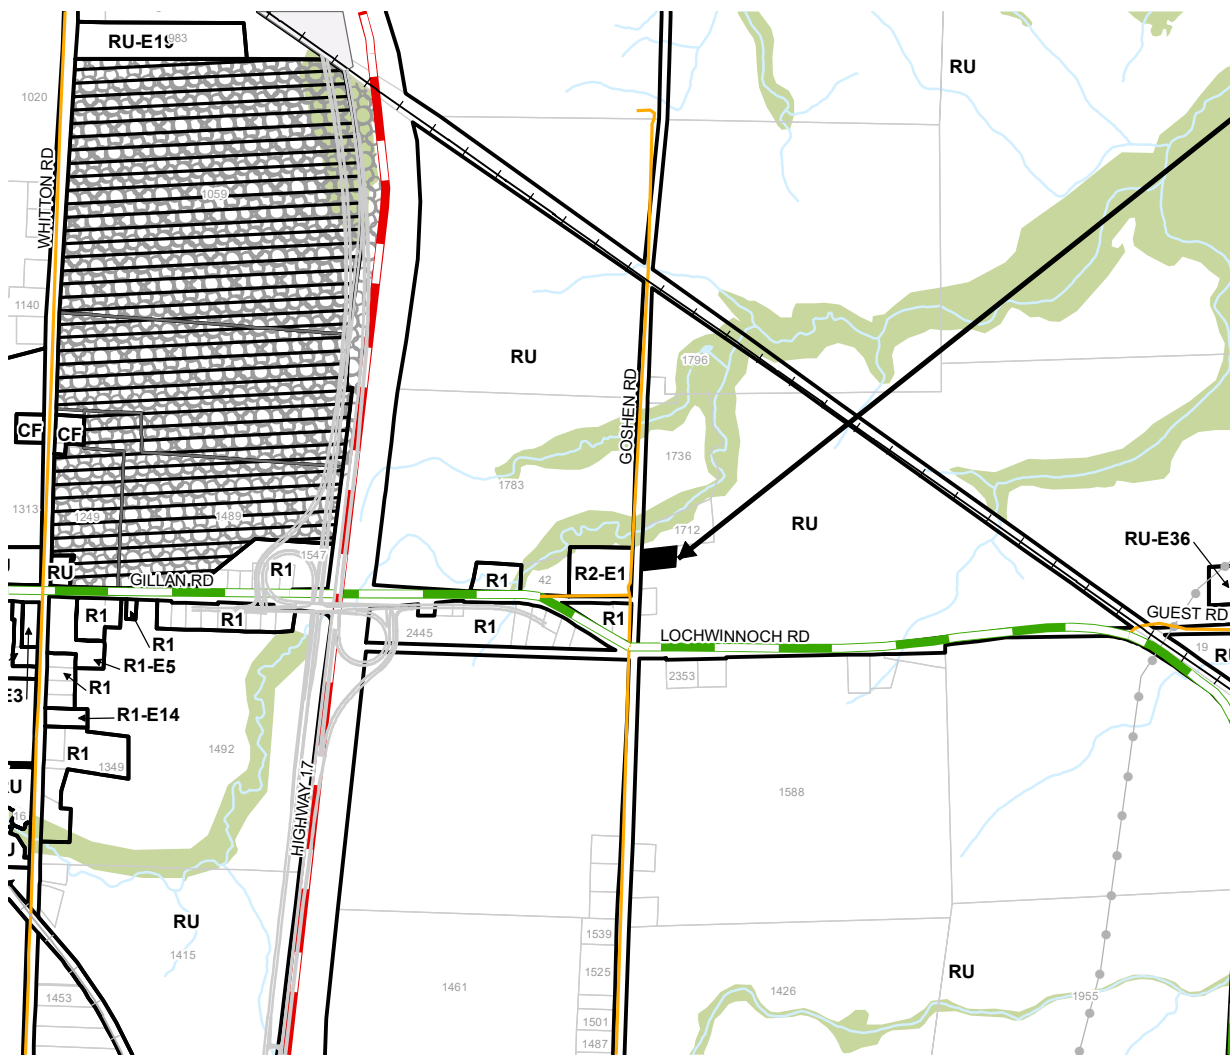 RU-E19
983
RU
1020
WHITTON RD
1059
1140
RU
1796
GOSHEN RD
CF
CF
1736
1783
1313
1249
1489
1712
RU
1547
RU-E36
RU
R1
GILLAN RD
R1
42
R2-E1
R1
R1
R1
R1
R1
GUEST RD
2445
LOCHWINNOCH RD
19
R1-E5
2353
R1
E3
R1-E14
1492
R1
1349
HIGHWAY 17
1588
16
RU
1415
1539
RU
1525
1453
1461
1426
1955
1501
1487